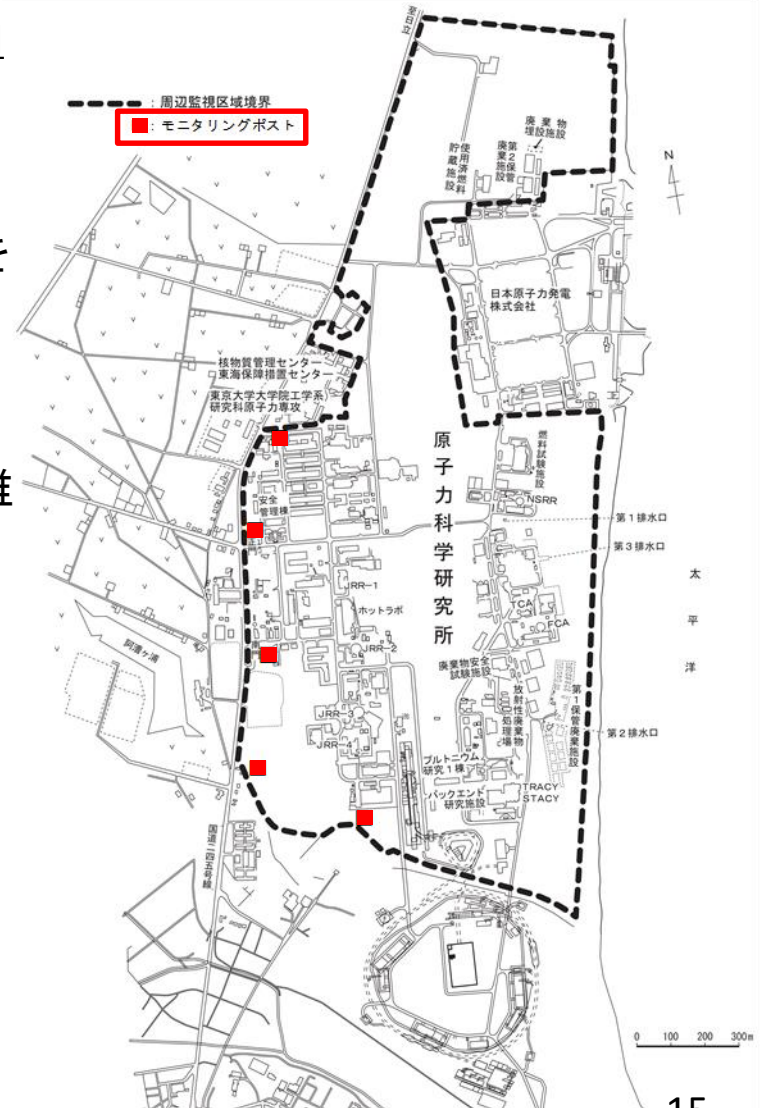 至日立
：周辺監視区域境界
■：モニタリングポスト
を
誰
N
廃棄物
埋設施設
第2保管
廃棄施設
使用済燃料
貯蔵施設
日本原子力発電
株式会社
核物質管理センター
東海保障措置センター
東京大学大学院工学系
研究科原子力専攻
原子力科学研究所
燃料試験施設
安全
管理棟
NSRR
第1排水口
正門
第3排水口
JRR-1
ホットラボ
TCA
FCA
太平洋
阿漕ヶ浦
JRR-2
廃棄物安全
試験施設
放射性廃棄物
処理場
第1保管廃棄施設
JRR-3
JRR-4
第2排水口
プルトニウム
研究1棟
バックエンド
研究施設
TRACY
STACY
国道二四五号線
0 100 200 300m
15